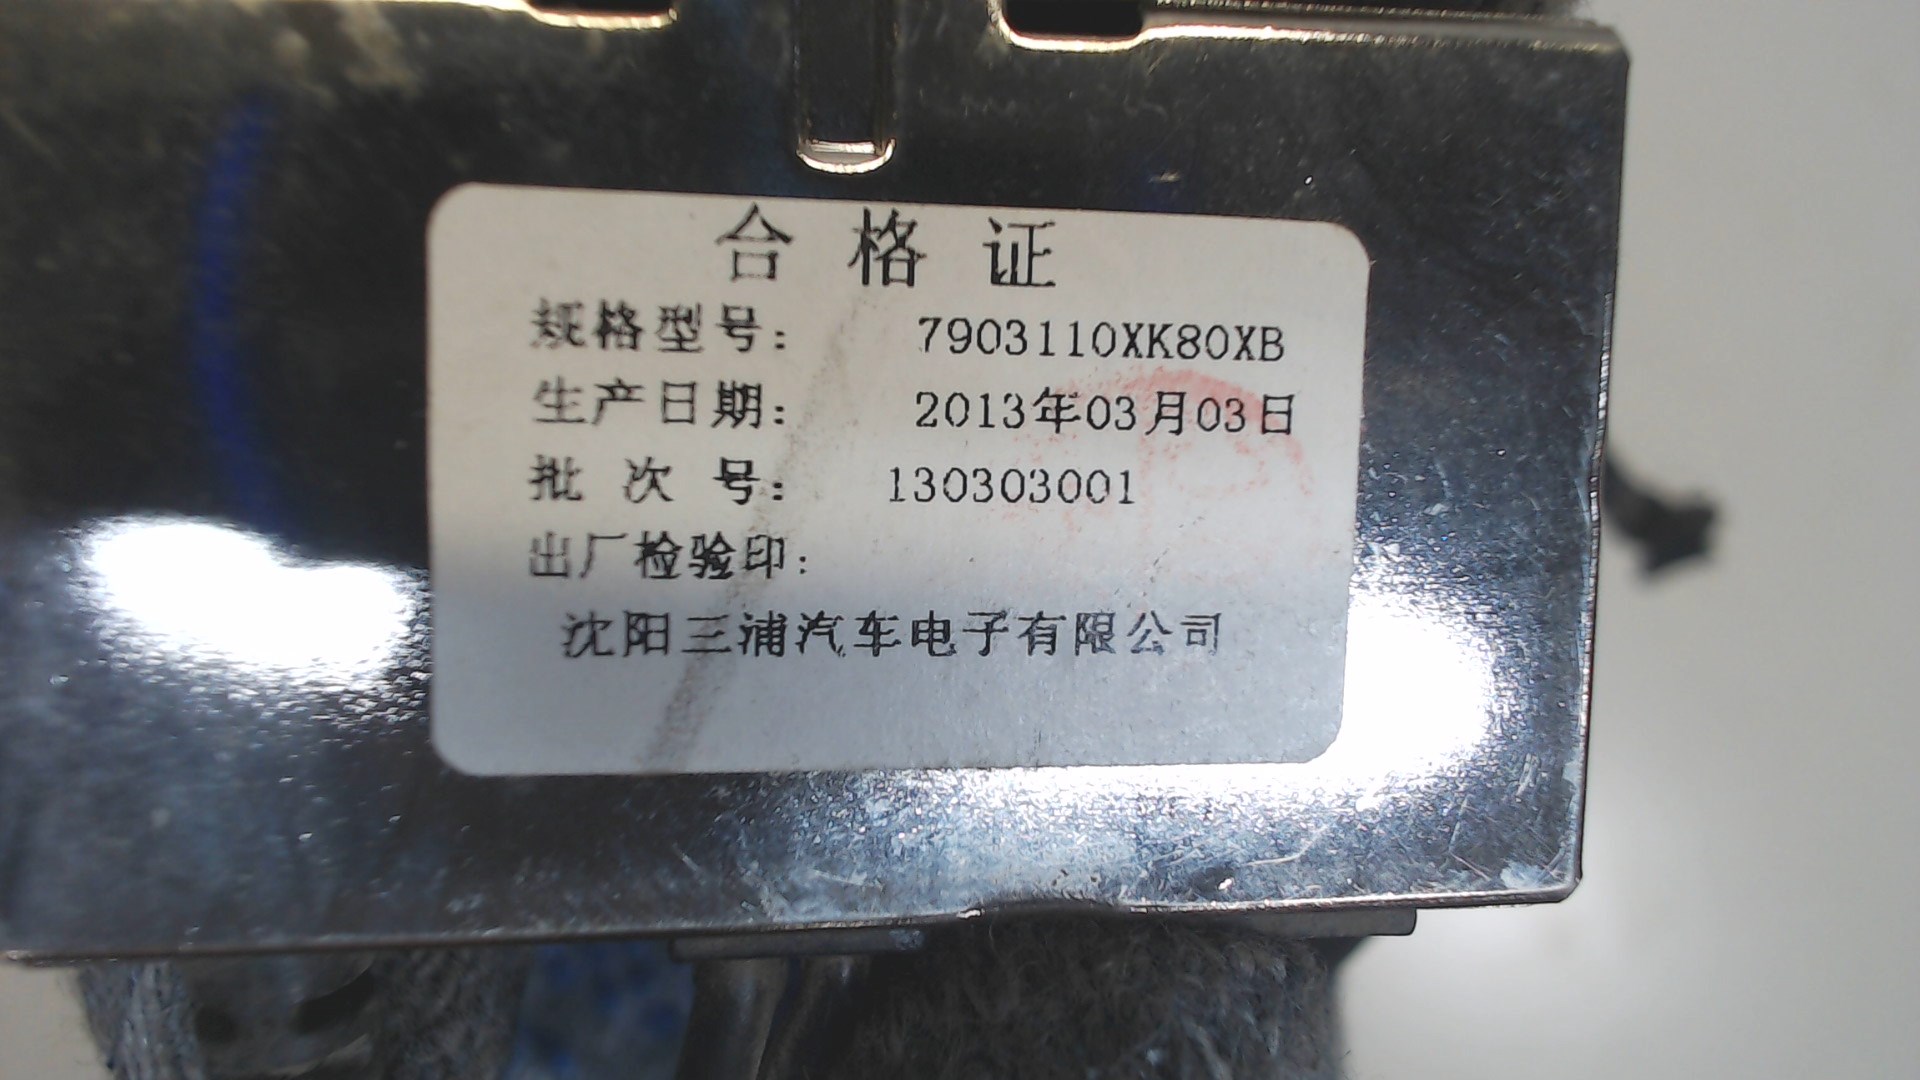 合格证
规格型号: 7903110XK80XB
生产日期: 2013年03月03日
批次号: 130303001
出厂检验印:
沈阳三浦汽车电子有限公司